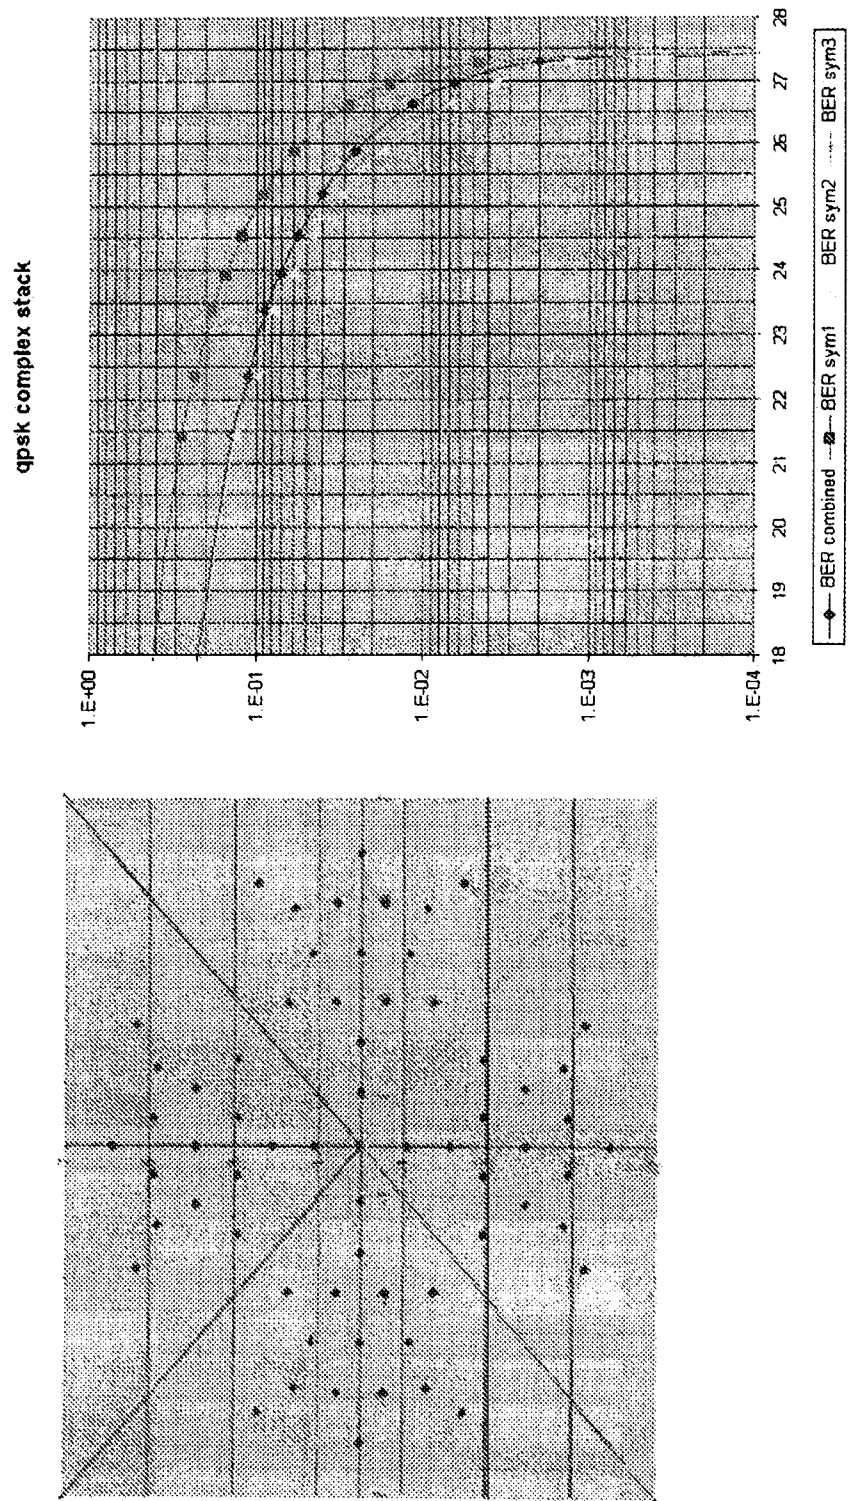 qpsk complex stack
1.E+00
1.E-01
1.E-02
1.E-03
1.E-04
18 19 20 21 22 23 24 25 26 27 28
BER combined BER sym1 BER sym2 BER sym3